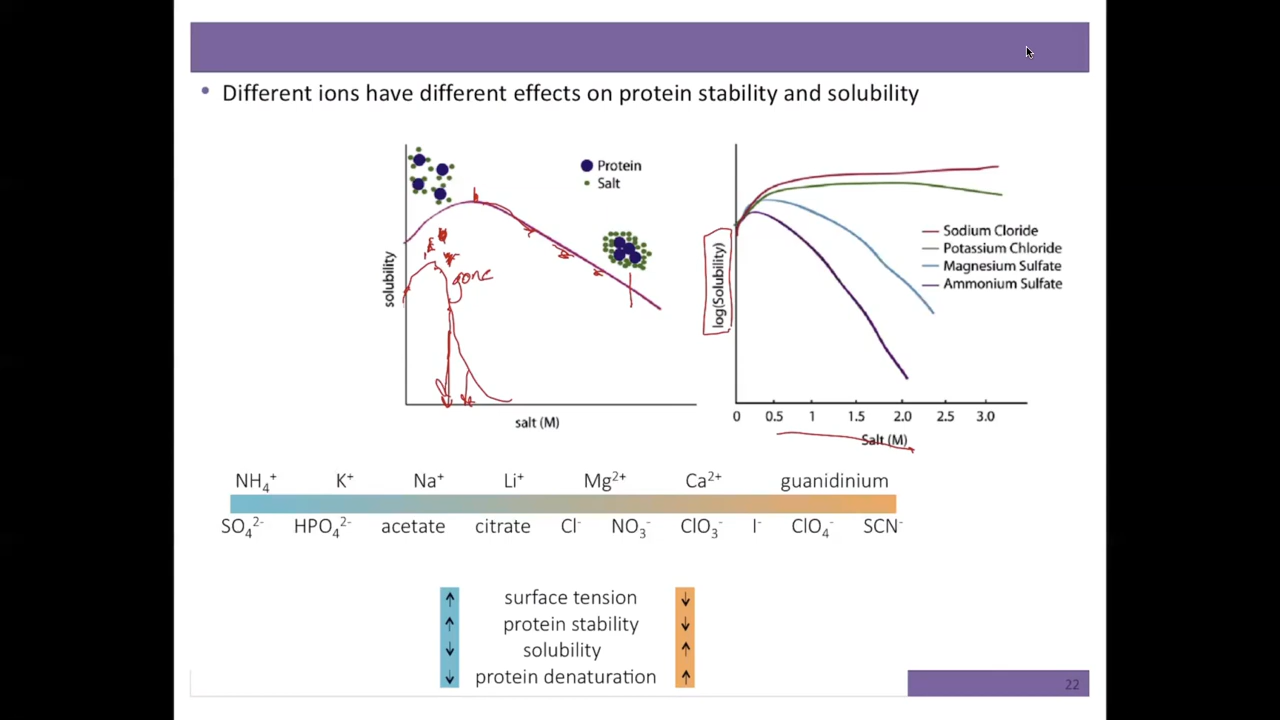 • Different ions have different effects on protein stability and solubility
Protein
Salt
solubility
gone
salt (M)
log(Solubility)
Sodium Cloride
Potassium Chloride
Magnesium Sulfate
Ammonium Sulfate
0 0.5 1 1.5 2.0 2.5 3.0
Salt (M)
NH₄⁺ K⁺ Na⁺ Li⁺ Mg²⁺ Ca²⁺ guanidinium
SO₄²⁻ HPO₄²⁻ acetate citrate Cl⁻ NO₃⁻ ClO₃⁻ I⁻ ClO₄⁻ SCN⁻
↑ surface tension ↓
↑ protein stability ↓
↓ solubility ↑
↓ protein denaturation ↑
22